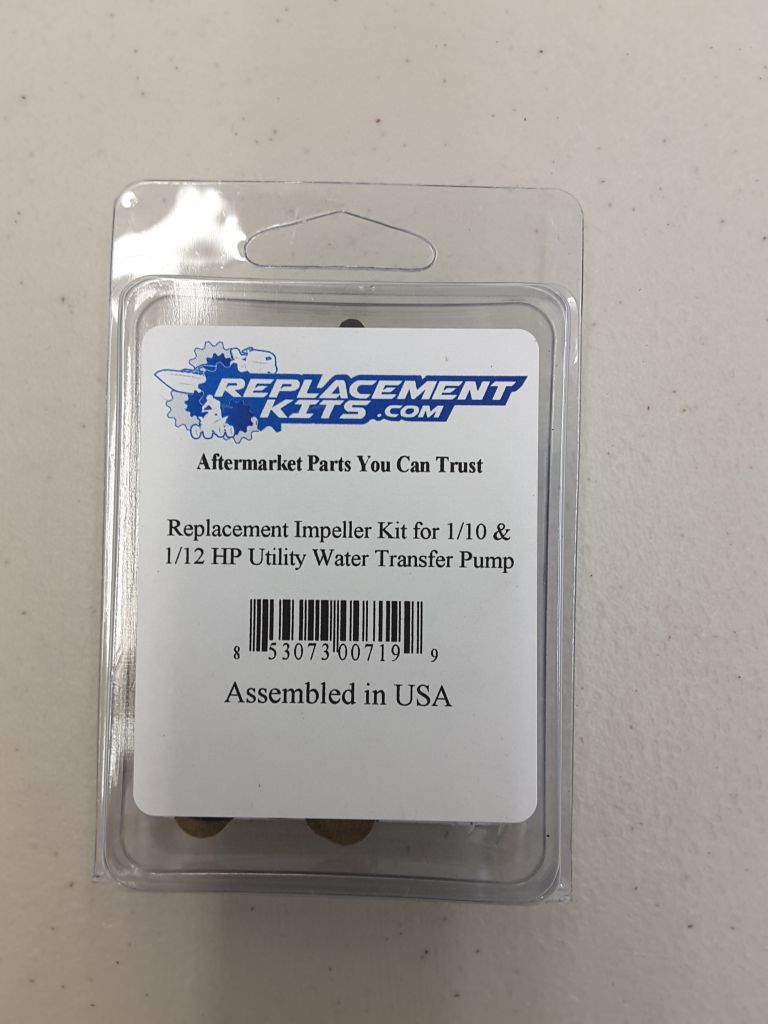 REPLACEMENT
KITS.COM
Aftermarket Parts You Can Trust
Replacement Impeller Kit for 1/10 &
1/12 HP Utility Water Transfer Pump
8 53073 00719 9
Assembled in USA